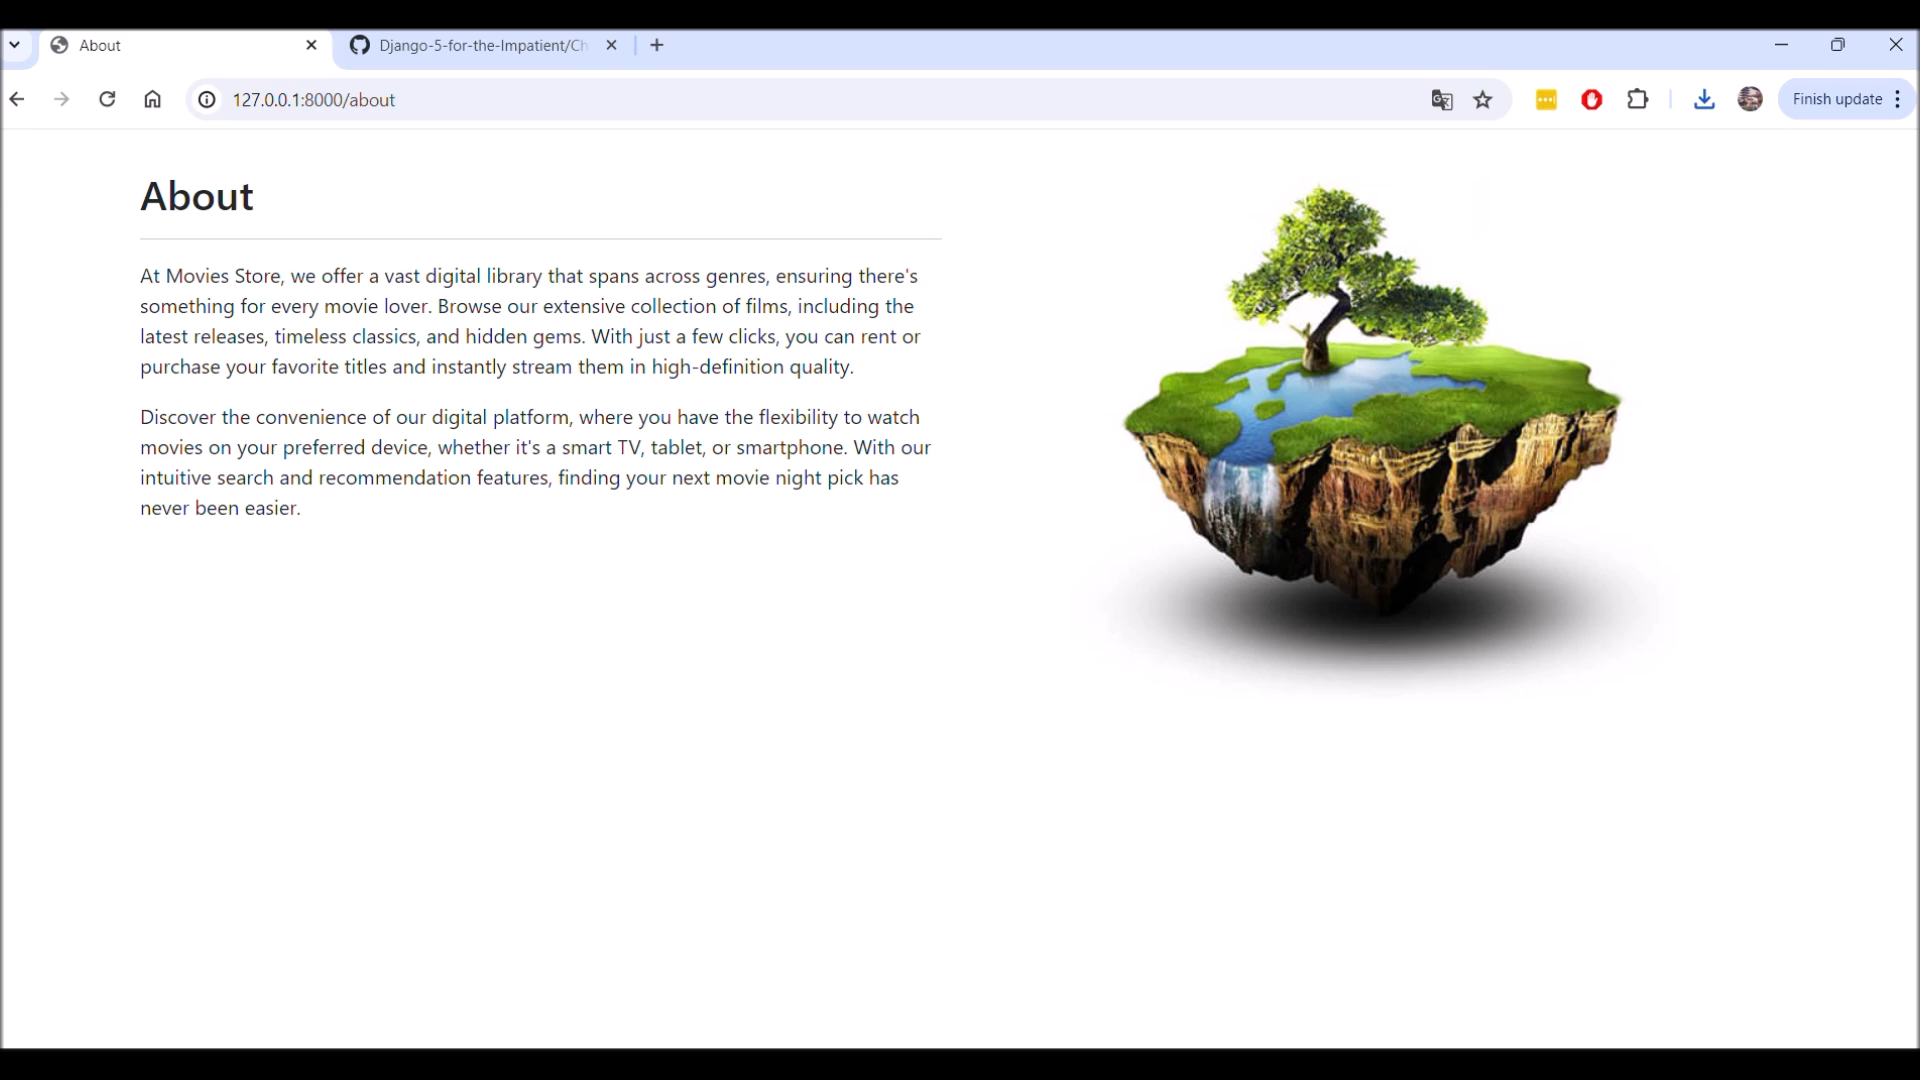 About
Django-5-for-the-Impatient/Ch
127.0.0.1:8000/about
Finish update
About
At Movies Store, we offer a vast digital library that spans across genres, ensuring there's
something for every movie lover. Browse our extensive collection of films, including the
latest releases, timeless classics, and hidden gems. With just a few clicks, you can rent or
purchase your favorite titles and instantly stream them in high-definition quality.
Discover the convenience of our digital platform, where you have the flexibility to watch
movies on your preferred device, whether it's a smart TV, tablet, or smartphone. With our
intuitive search and recommendation features, finding your next movie night pick has
never been easier.